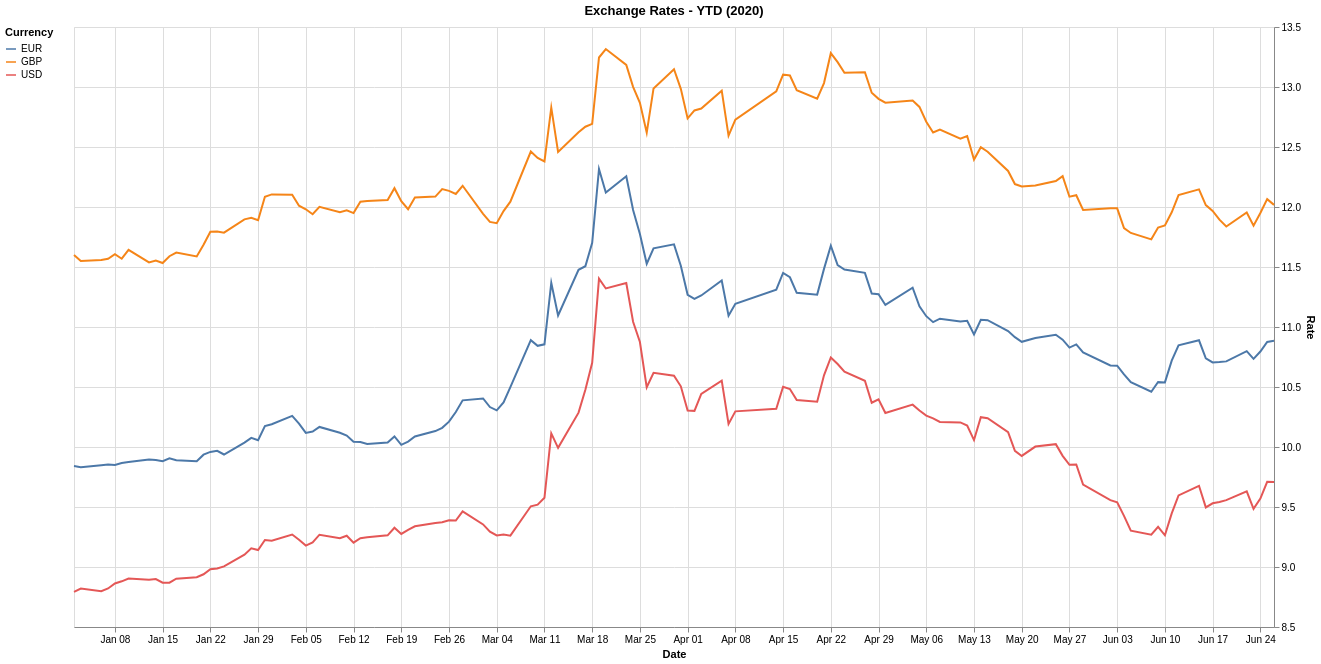 Exchange Rates - YTD (2020)
Currency
EUR
GBP
USD
13.5
13.0
12.5
12.0
11.5
11.0
10.5
10.0
9.5
9.0
8.5
Rate
Jan 08 Jan 15 Jan 22 Jan 29 Feb 05 Feb 12 Feb 19 Feb 26 Mar 04 Mar 11 Mar 18 Mar 25 Apr 01 Apr 08 Apr 15 Apr 22 Apr 29 May 06 May 13 May 20 May 27 Jun 03 Jun 10 Jun 17 Jun 24
Date